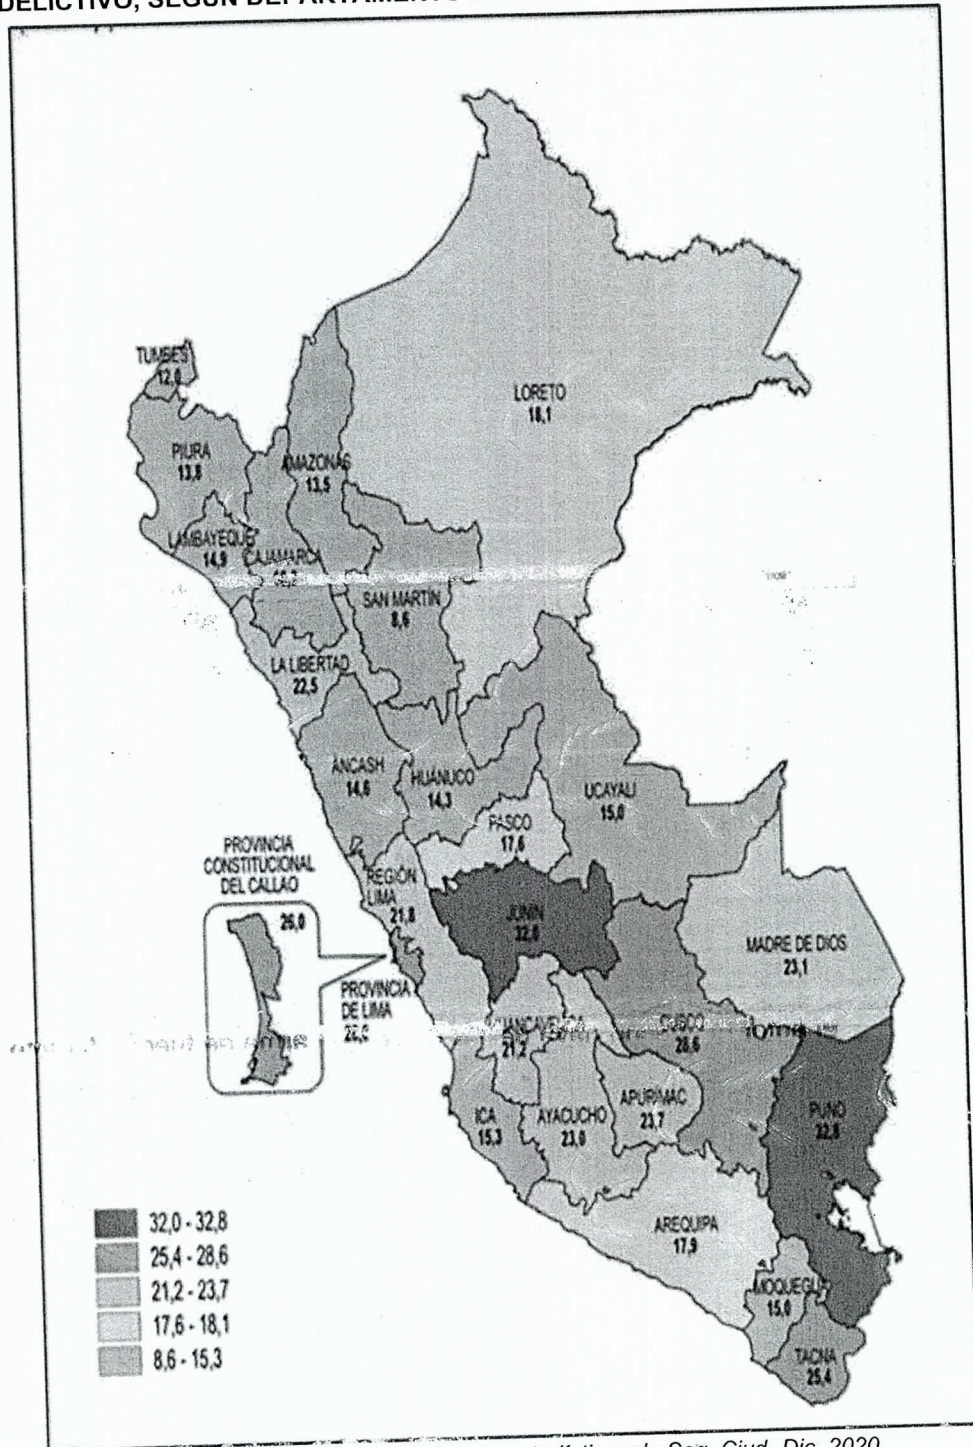 DELICTIVO, SEGÚN
TUMBES
12,0
PIURA
13,8
LAMBAYEQUE
14,9
CAJAMARCA
AMAZONAS
13,5
LORETO
18,1
SAN MARTÍN
8,6
LA LIBERTAD
22,5
ÁNCASH
14,6
HUÁNUCO
14,3
UCAYALI
15,0
PASCO
17,6
PROVINCIA
CONSTITUCIONAL
DEL CALLAO
26,0
REGIÓN
LIMA
21,8
JUNÍN
32,0
MADRE DE DIOS
23,1
PROVINCIA
DE LIMA
HUANCAVELICA
21,2
CUSCO
28,6
ICA
15,3
AYACUCHO
23,0
APURÍMAC
23,7
PUNO
32,8
AREQUIPA
17,9
MOQUEGUA
15,0
TACNA
25,4
32,0 - 32,8
25,4 - 28,6
21,2 - 23,7
17,6 - 18,1
8,6 - 15,3
Seg. Ciud. Dic. 2020